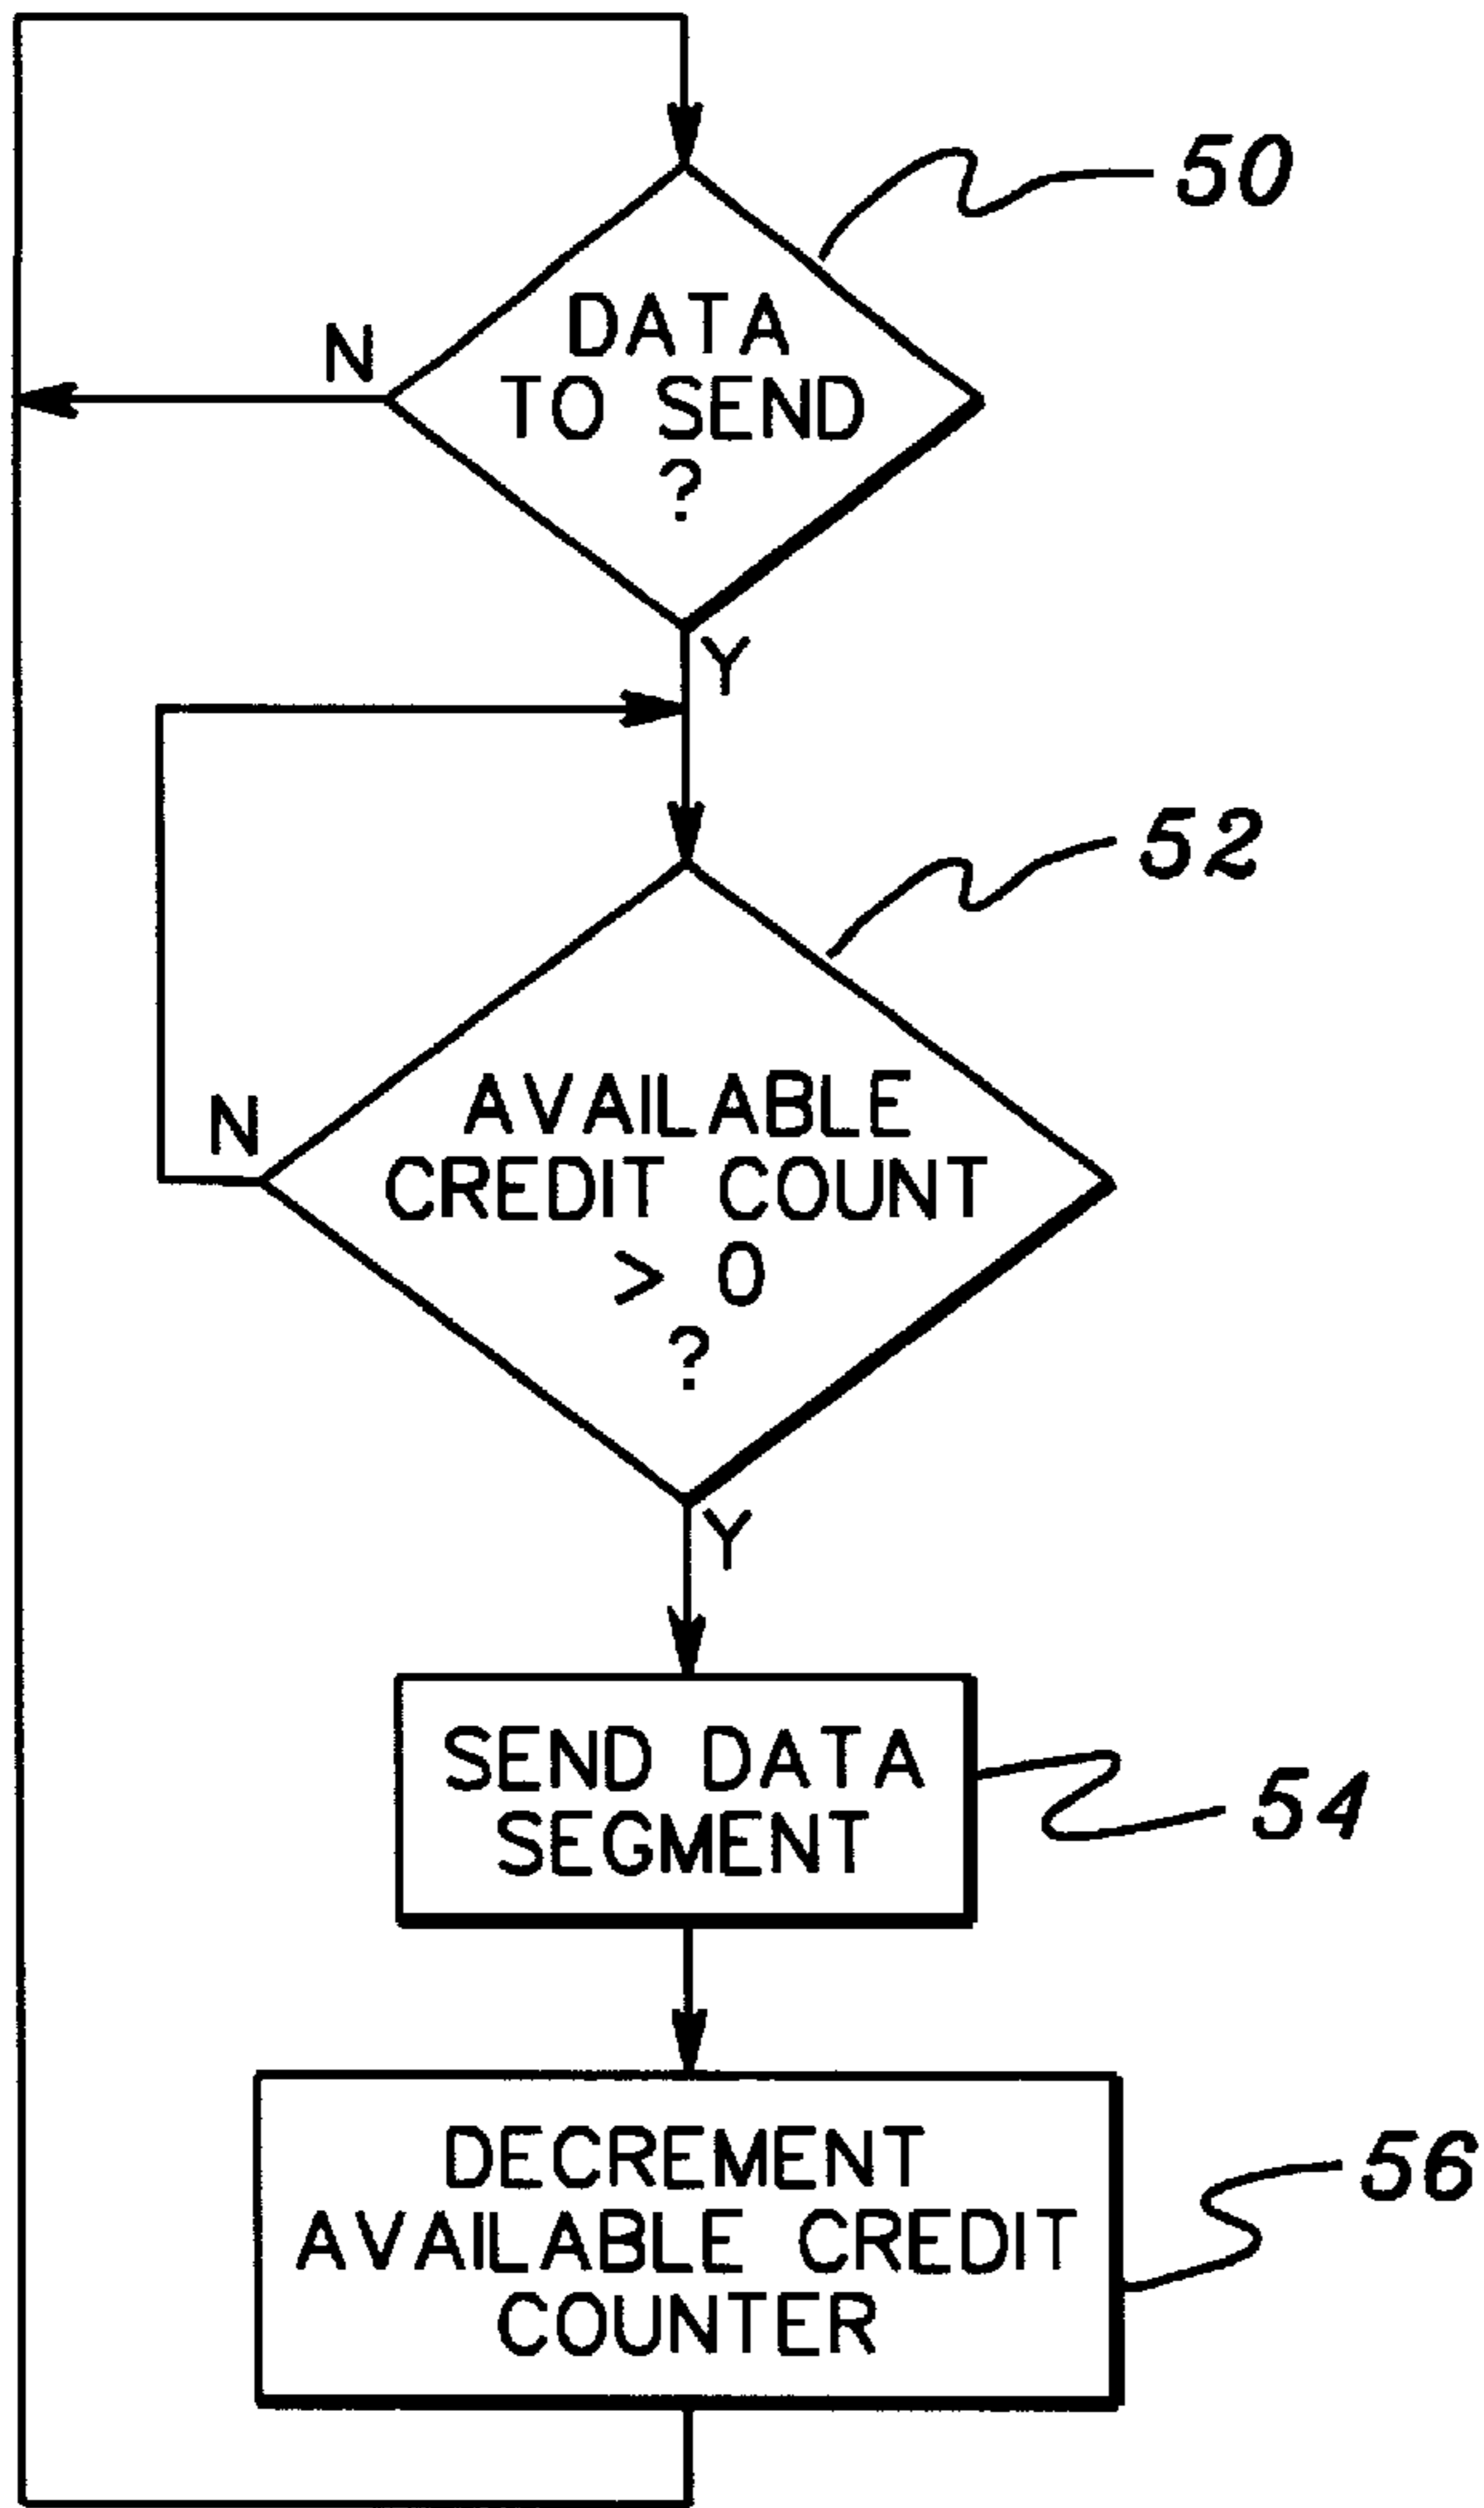 50
DATA
TO SEND
?
N
Y
52
AVAILABLE
CREDIT COUNT
> 0
?
N
Y
SEND DATA
SEGMENT
54
DECREMENT
AVAILABLE CREDIT
COUNTER
56